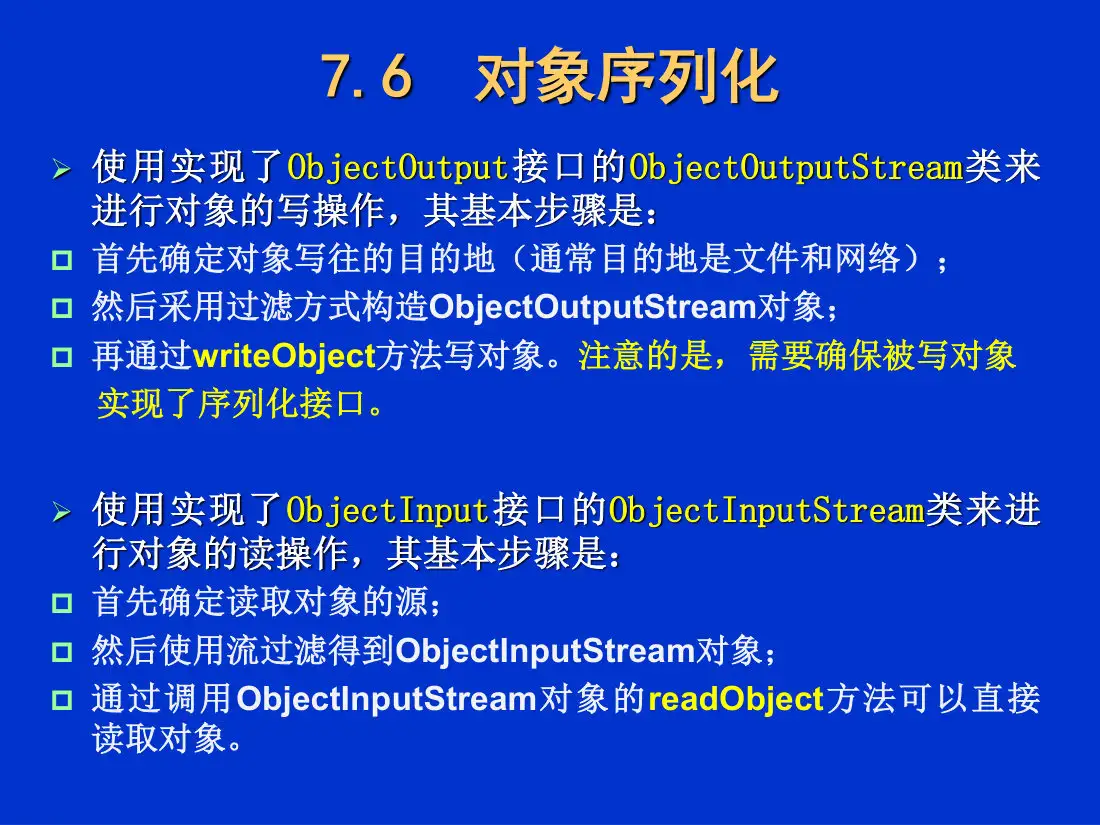 7.6 对象序列化
使用实现了ObjectOutput接口的ObjectOutputStream类来
进行对象的写操作，其基本步骤是：
首先确定对象写往的目的地（通常目的地是文件和网络）；
然后采用过滤方式构造ObjectOutputStream对象；
再通过writeObject方法写对象。注意的是，需要确保被写对象
实现了序列化接口。
使用实现了ObjectInput接口的ObjectInputStream类来进
行对象的读操作，其基本步骤是：
首先确定读取对象的源；
然后使用流过滤得到ObjectInputStream对象；
通过调用ObjectInputStream对象的readObject方法可以直接
读取对象。